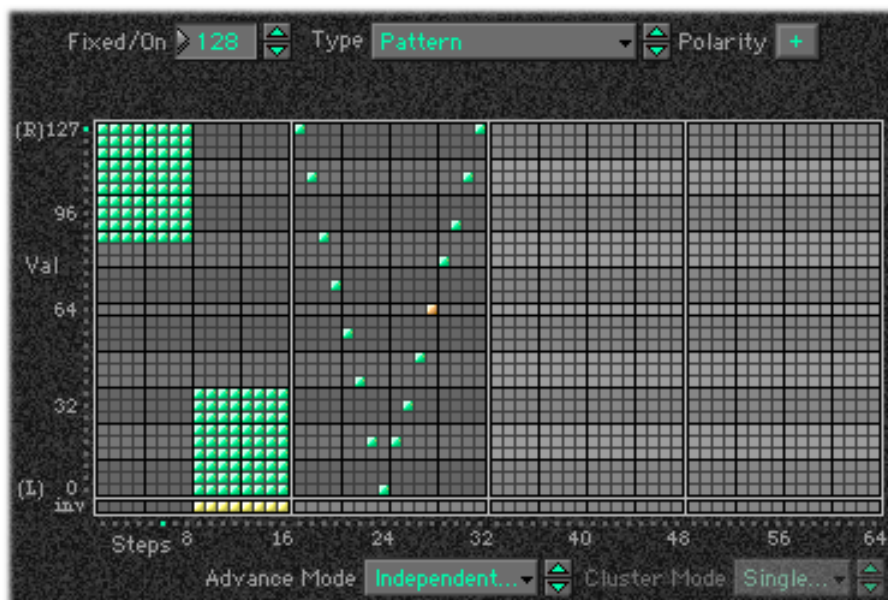 Fixed/On 128 Type Pattern Polarity +
(R)127
96
Val
64
32
(L) 0
inv
Steps 8 16 24 32 40 48 56 64
Advance Mode Independent... Cluster Mode Single...